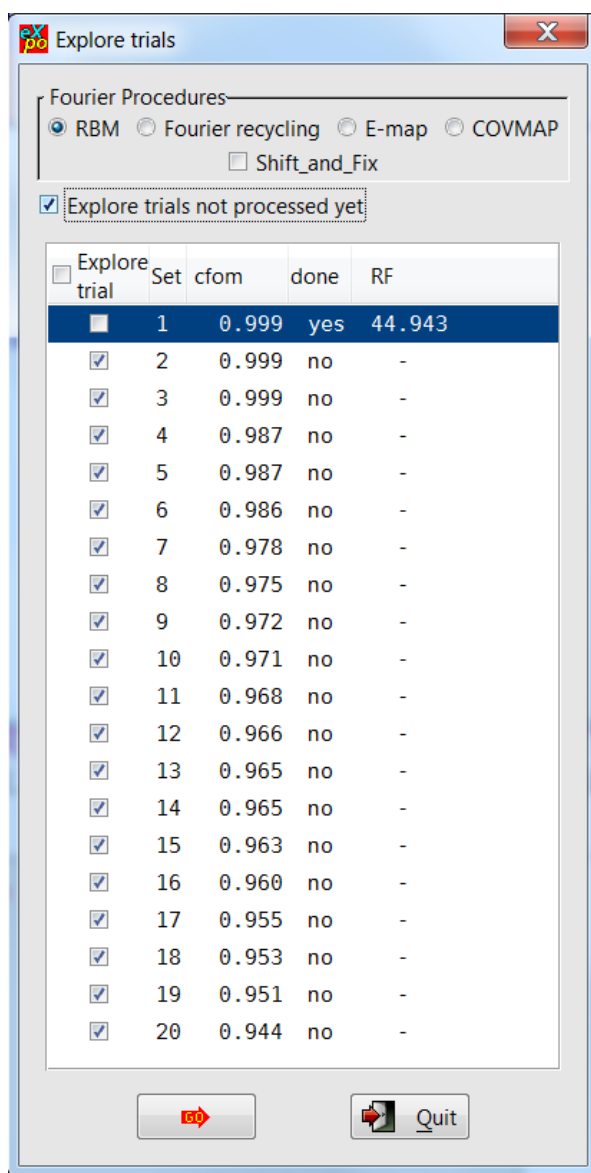 eXpo Explore trials X
Fourier Procedures
RBM Fourier recycling E-map COVMAP
Shift_and_Fix
Explore trials not processed yet
Explore trial Set cfom done RF
1 0.999 yes 44.943
2 0.999 no -
3 0.999 no -
4 0.987 no -
5 0.987 no -
6 0.986 no -
7 0.978 no -
8 0.975 no -
9 0.972 no -
10 0.971 no -
11 0.968 no -
12 0.966 no -
13 0.965 no -
14 0.965 no -
15 0.963 no -
16 0.960 no -
17 0.955 no -
18 0.953 no -
19 0.951 no -
20 0.944 no -
GO Quit